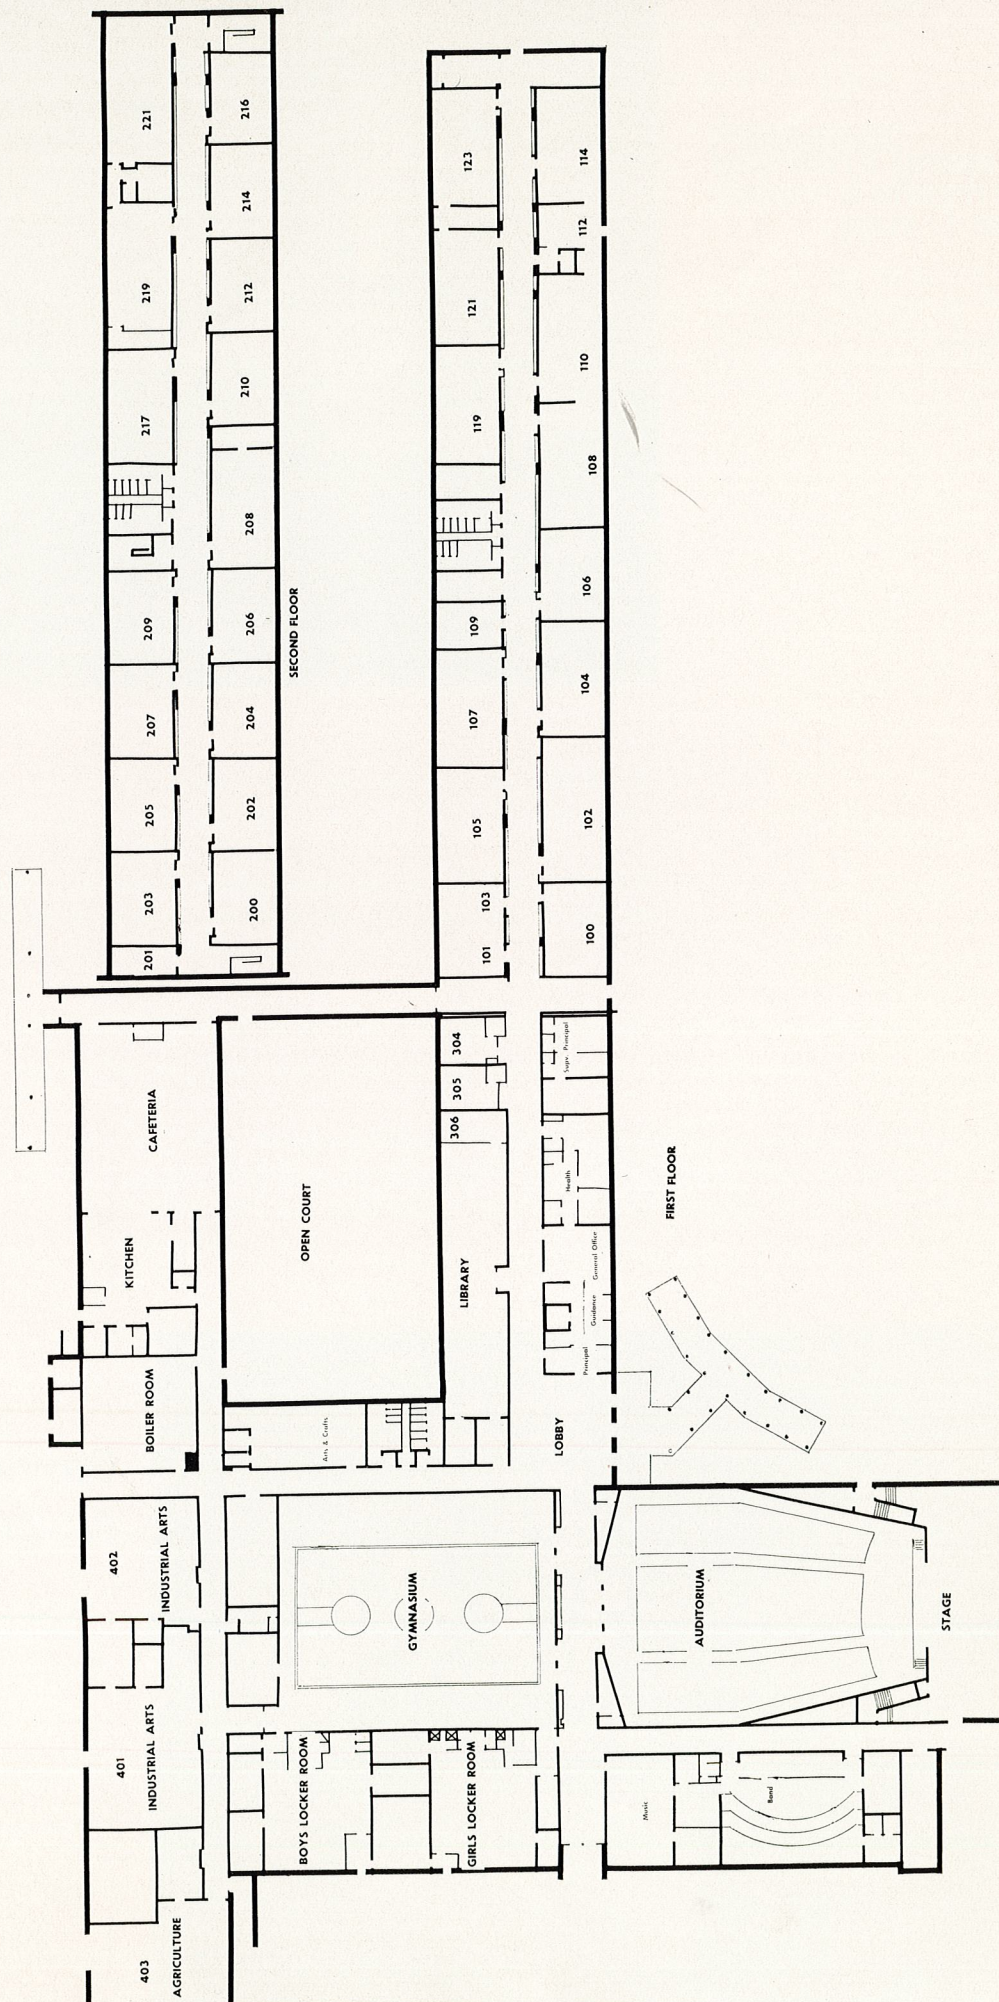 221
216
214
219
212
217
210
208
209
206
207
204
205
202
203
200
201
SECOND FLOOR
123
114
112
121
110
119
108
106
109
104
107
105
102
103
101
100
304
305
306
Supv. Principal
Health
General Office
Guidance
Principal
LIBRARY
CAFETERIA
KITCHEN
OPEN COURT
FIRST FLOOR
BOILER ROOM
Arts & Crafts
LOBBY
402
INDUSTRIAL ARTS
GYMNASIUM
AUDITORIUM
STAGE
401
INDUSTRIAL ARTS
BOYS LOCKER ROOM
GIRLS LOCKER ROOM
Music
Band
403
AGRICULTURE